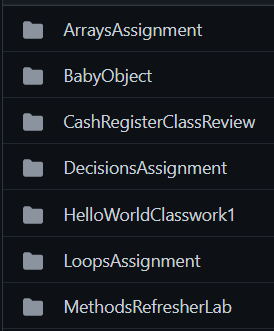 ArraysAssignment
BabyObject
CashRegisterClassReview
DecisionsAssignment
HelloWorldClasswork1
LoopsAssignment
MethodsRefresherLab